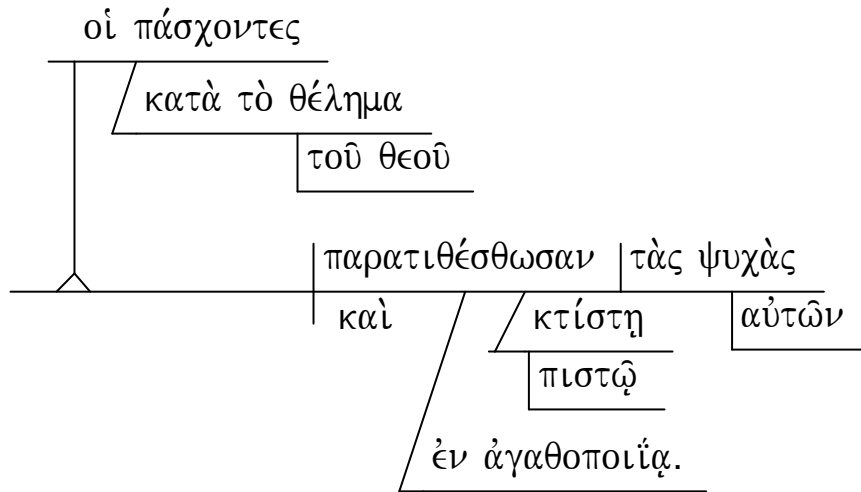 οἱ πάσχοντες
κατὰ τὸ θέλημα
τοῦ θεοῦ
παρατιθέσθωσαν τὰς ψυχὰς
καὶ κτίστῃ αὐτῶν
πιστῷ
ἐν ἀγαθοποιΐᾳ.